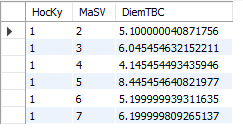 HocKy MaSV DiemTBC
1 2 5.100000040871756
1 3 6.045454632152211
1 4 4.145454493435946
1 5 8.445454640821977
1 6 5.199999939311635
1 7 6.199999809265137